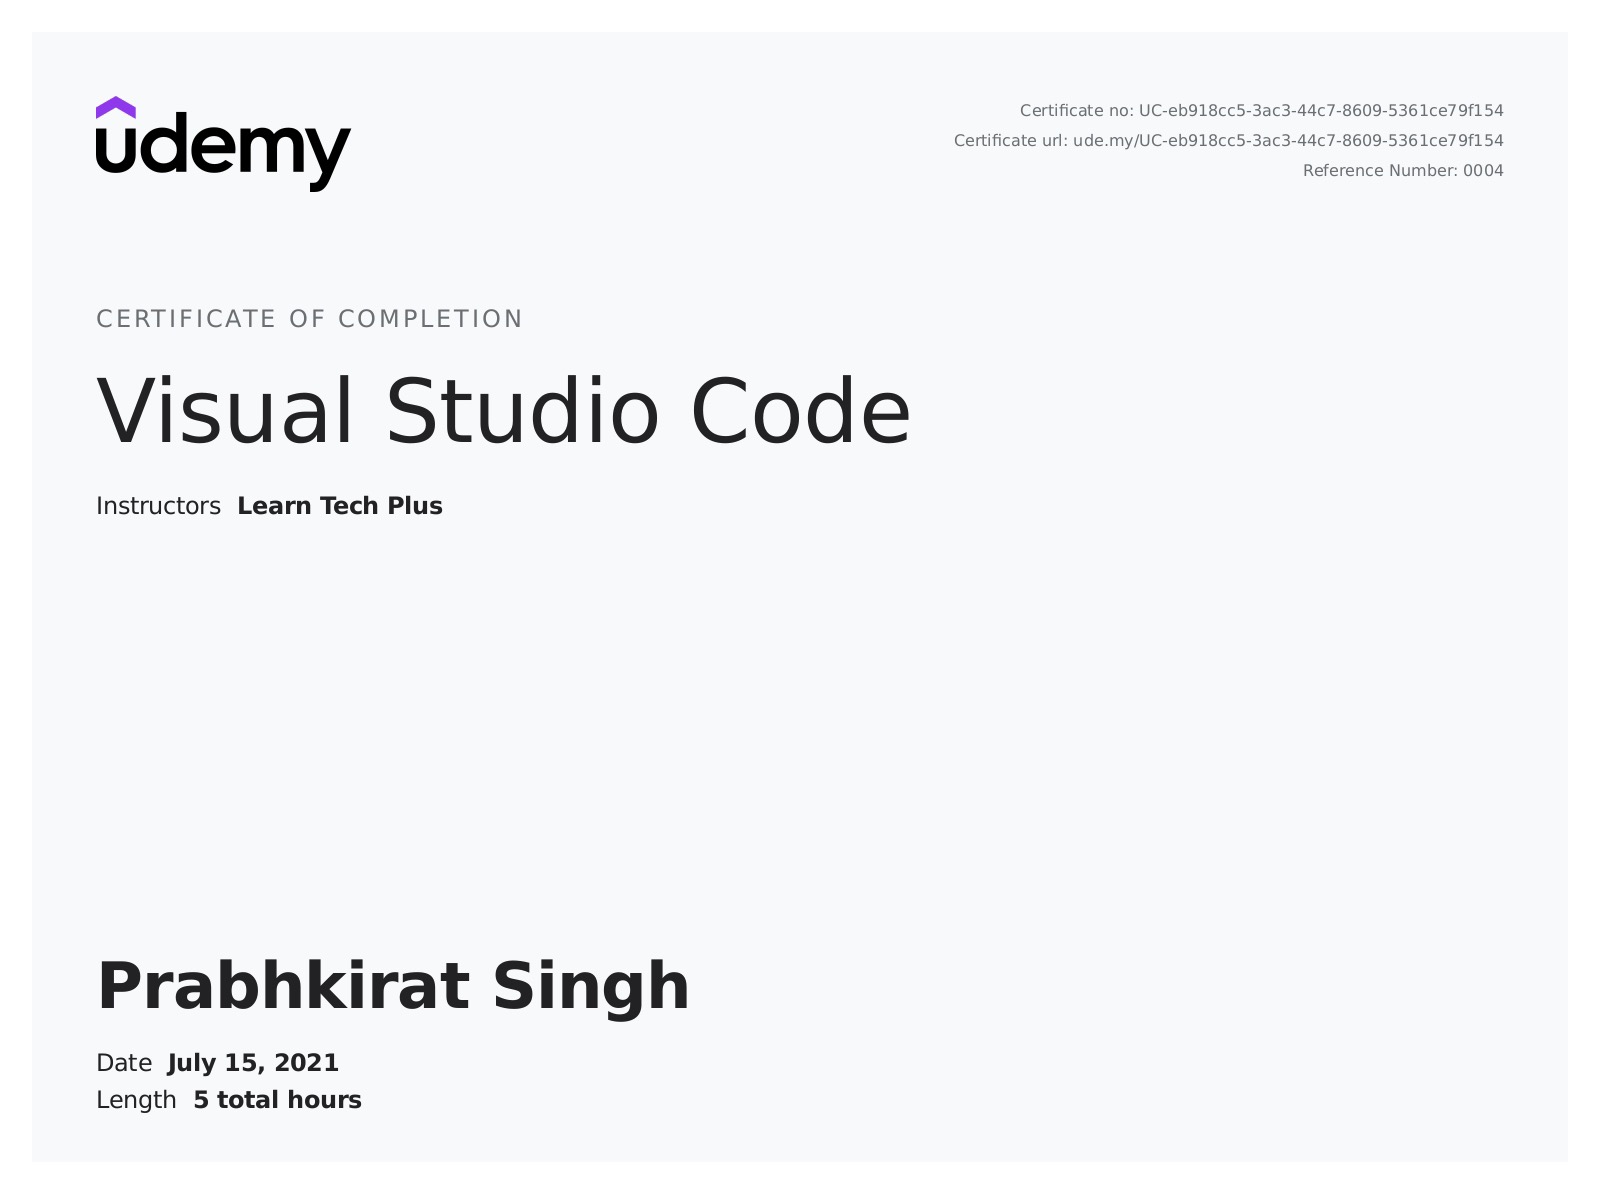 udemy
Certificate no: UC-eb918cc5-3ac3-44c7-8609-5361ce79f154
Certificate url: ude.my/UC-eb918cc5-3ac3-44c7-8609-5361ce79f154
Reference Number: 0004
CERTIFICATE OF COMPLETION
Visual Studio Code
Instructors Learn Tech Plus
Prabhkirat Singh
Date July 15, 2021
Length 5 total hours